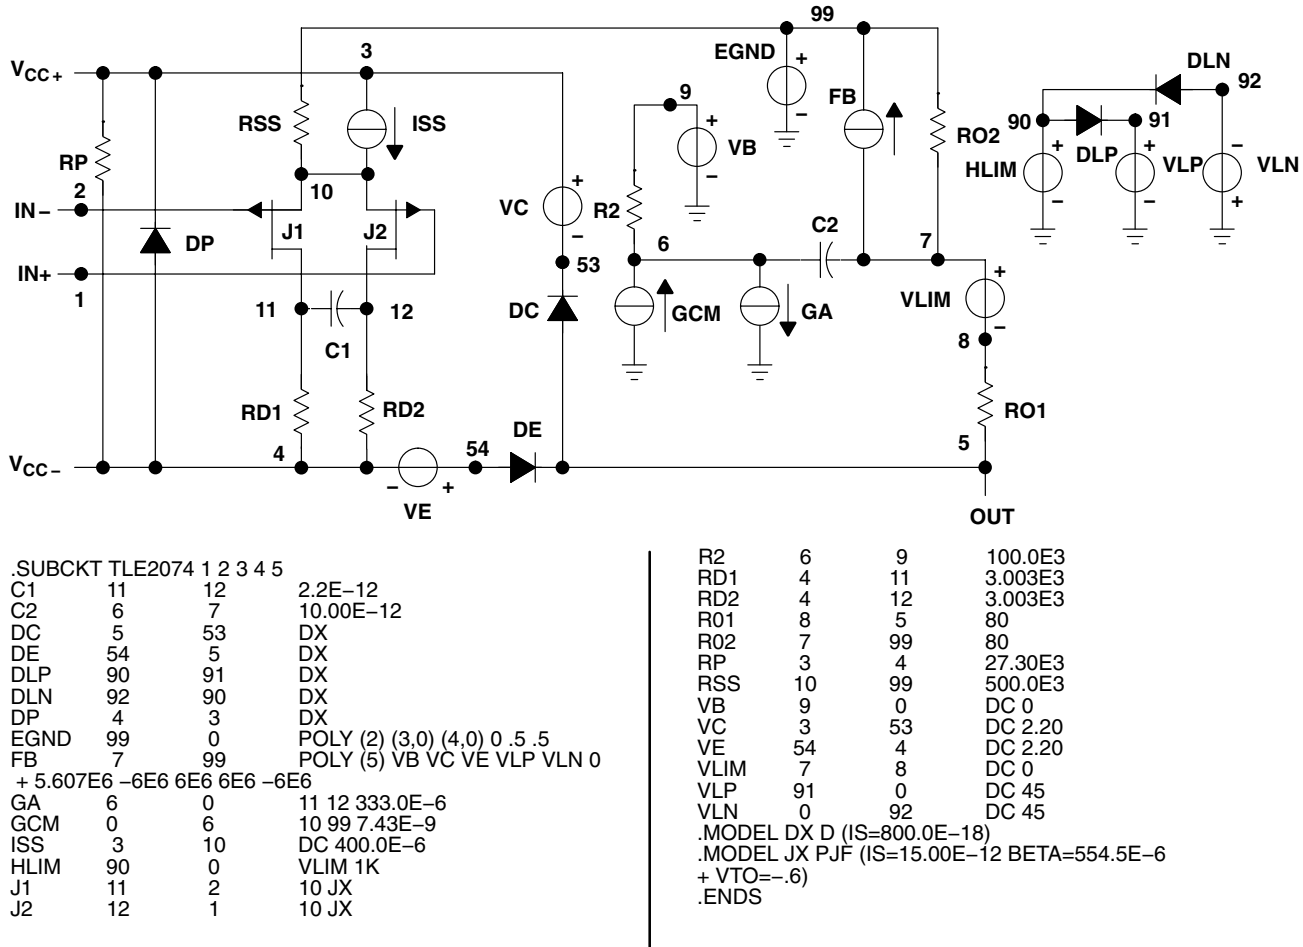 99
V_CC+
3
EGND
+
−
FB
DLN
92
RSS
ISS
9
+
VB
−
RO2
90
91
DLP
HLIM
+
−
+
VLP
−
−
VLN
+
RP
2
10
IN−
J1
J2
DP
VC
+
−
R2
C2
6
7
IN+
1
53
DC
GCM
GA
+
VLIM
−
8
11
12
C1
RD1
RD2
RO1
4
DE
54
5
V_CC−
−
+
VE
OUT
.SUBCKT TLE2074 1 2 3 4 5
C1 11 12 2.2E−12
C2 6 7 10.00E−12
DC 5 53 DX
DE 54 5 DX
DLP 90 91 DX
DLN 92 90 DX
DP 4 3 DX
EGND 99 0 POLY (2) (3,0) (4,0) 0 .5 .5
FB 7 99 POLY (5) VB VC VE VLP VLN 0
+ 5.607E6 −6E6 6E6 6E6 −6E6
GA 6 0 11 12 333.0E−6
GCM 0 6 10 99 7.43E−9
ISS 3 10 DC 400.0E−6
HLIM 90 0 VLIM 1K
J1 11 2 10 JX
J2 12 1 10 JX
R2 6 9 100.0E3
RD1 4 11 3.003E3
RD2 4 12 3.003E3
R01 8 5 80
R02 7 99 80
RP 3 4 27.30E3
RSS 10 99 500.0E3
VB 9 0 DC 0
VC 3 53 DC 2.20
VE 54 4 DC 2.20
VLIM 7 8 DC 0
VLP 91 0 DC 45
VLN 0 92 DC 45
.MODEL DX D (IS=800.0E−18)
.MODEL JX PJF (IS=15.00E−12 BETA=554.5E−6
+ VTO=−.6)
.ENDS